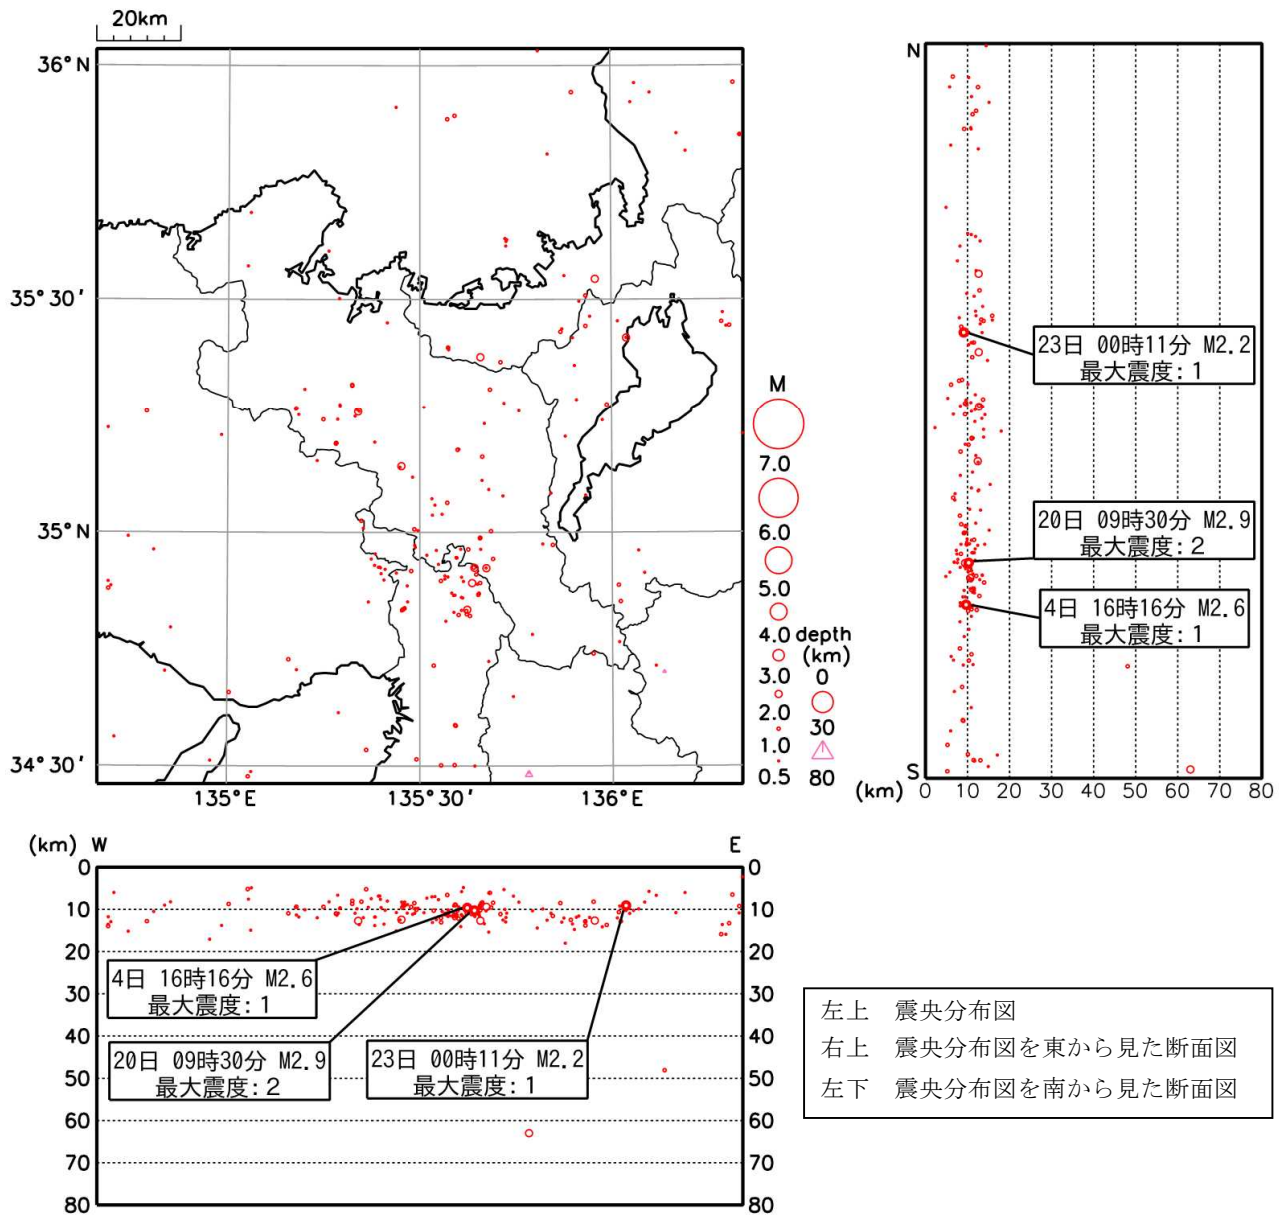 20km
36°N
35°30'
35°N
34°30'
135°E
135°30'
136°E
M
7.0
6.0
5.0
4.0
3.0
2.0
1.0
0.5
depth
(km)
0
30
80
N
S
(km)
0 10 20 30 40 50 60 70 80
23日 00時11分 M2.2
最大震度:1
20日 09時30分 M2.9
最大震度:2
4日 16時16分 M2.6
最大震度:1
(km) W
E
0
10
20
30
40
50
60
70
80
0
10
20
30
40
50
60
70
80
4日 16時16分 M2.6
最大震度:1
20日 09時30分 M2.9
最大震度:2
23日 00時11分 M2.2
最大震度:1
左上 震央分布図
右上 震央分布図を東から見た断面図
左下 震央分布図を南から見た断面図